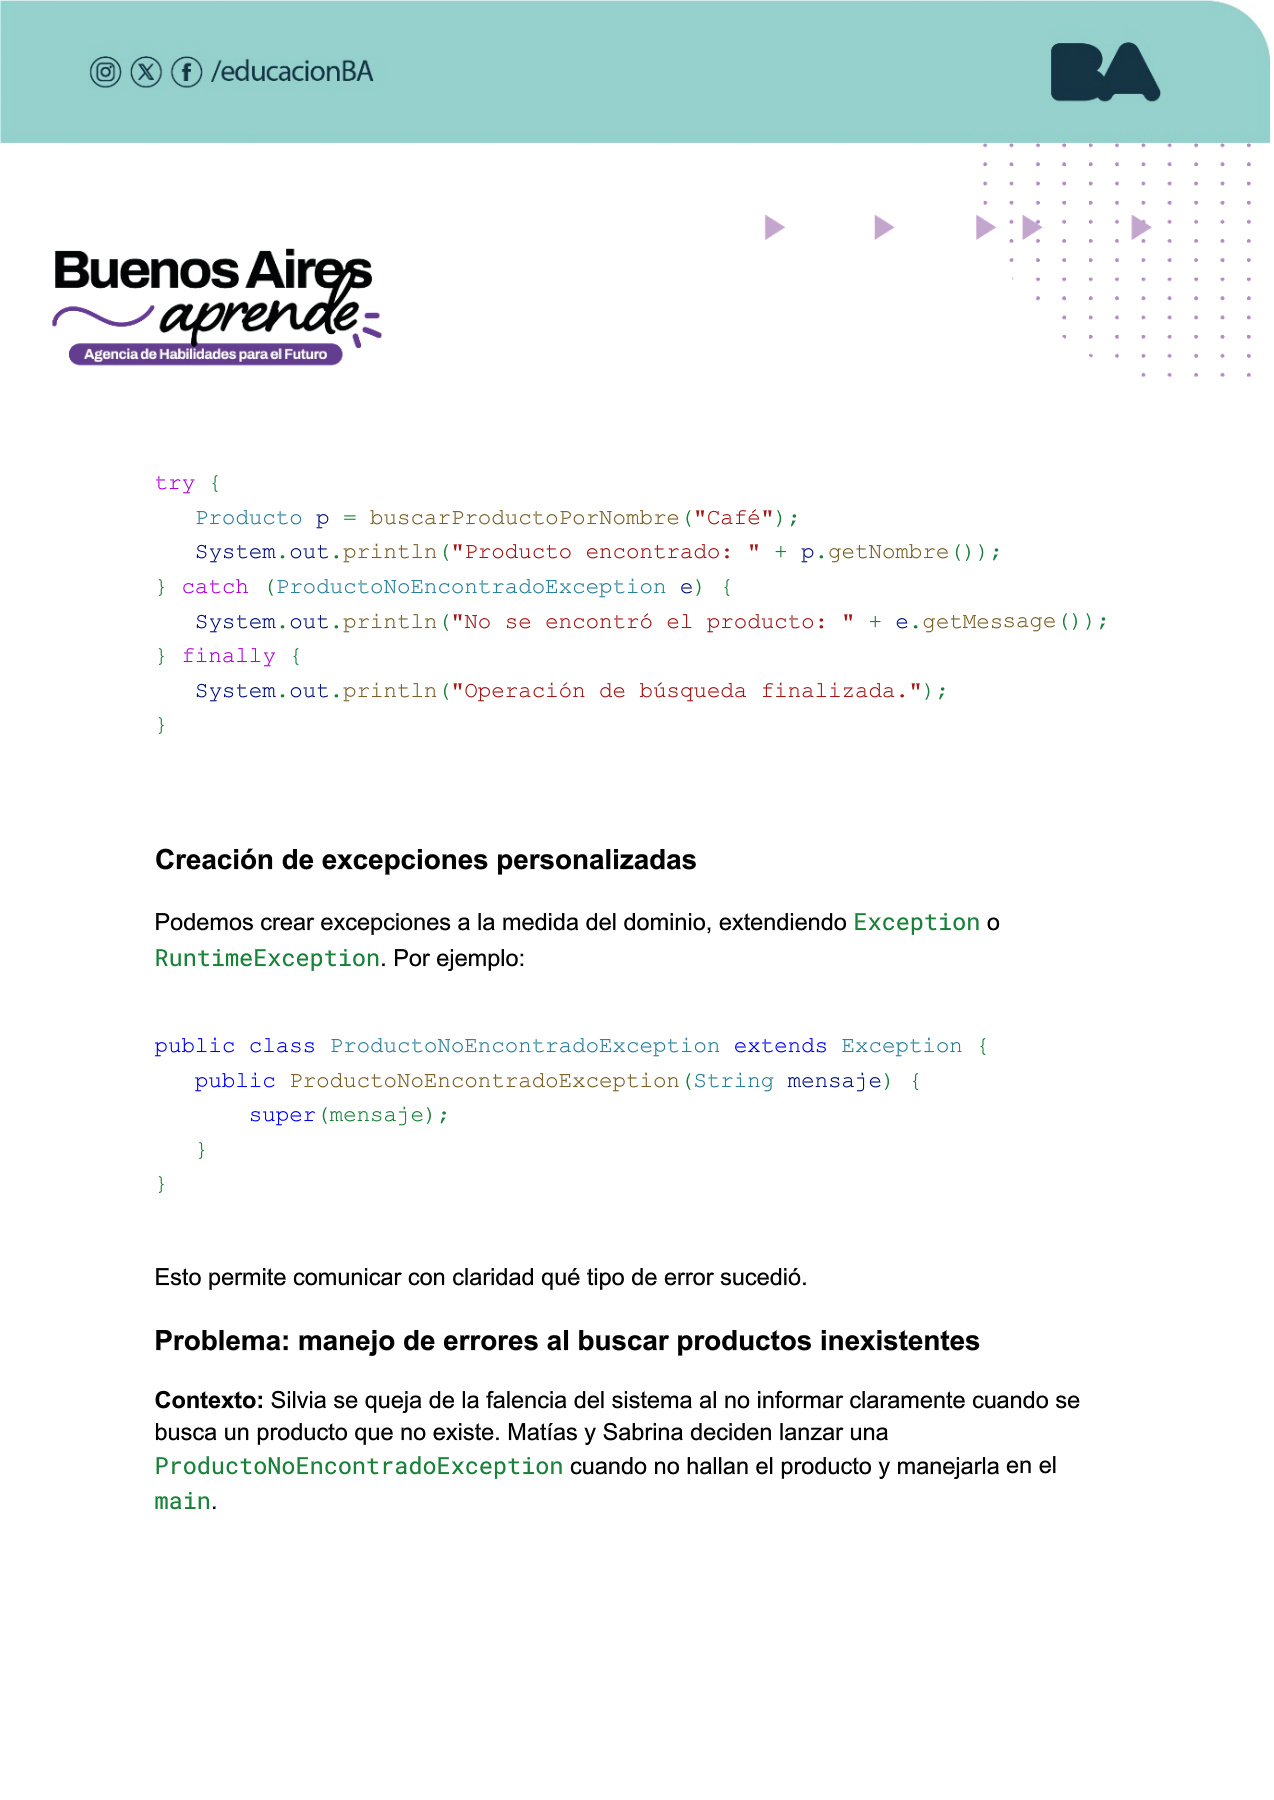 /educacionBA
BA
Buenos Aires
aprende
Agencia de Habilidades para el Futuro
try {
   Producto p = buscarProductoPorNombre("Café");
   System.out.println("Producto encontrado: " + p.getNombre());
} catch (ProductoNoEncontradoException e) {
   System.out.println("No se encontró el producto: " + e.getMessage());
} finally {
   System.out.println("Operación de búsqueda finalizada.");
}
Creación de excepciones personalizadas
Podemos crear excepciones a la medida del dominio, extendiendo Exception o
RuntimeException. Por ejemplo:
public class ProductoNoEncontradoException extends Exception {
   public ProductoNoEncontradoException(String mensaje) {
       super(mensaje);
   }
}
Esto permite comunicar con claridad qué tipo de error sucedió.
Problema: manejo de errores al buscar productos inexistentes
Contexto: Silvia se queja de la falencia del sistema al no informar claramente cuando se
busca un producto que no existe. Matías y Sabrina deciden lanzar una
ProductoNoEncontradoException cuando no hallan el producto y manejarla en el
main.